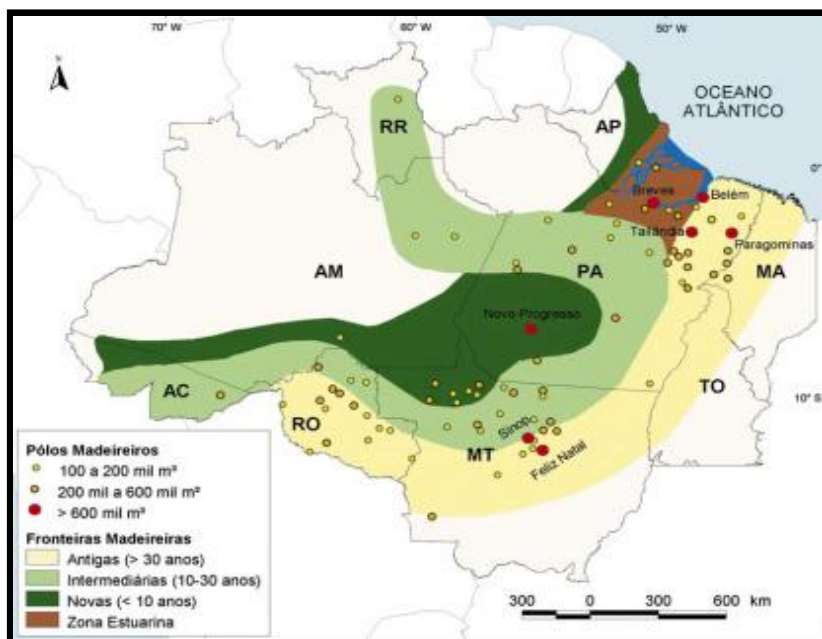 70° W
60° W
50° W
N
OCEANO
ATLÂNTICO
RR
AP
0°
Breves
Belém
Tailândia
Paragominas
AM
PA
MA
Novo Progresso
AC
TO
10° S
RO
Sinop
MT
Feliz Natal
Pólos Madeireiros
100 a 200 mil m³
200 mil a 600 mil m³
> 600 mil m³
Fronteiras Madeireiras
Antigas (> 30 anos)
Intermediárias (10-30 anos)
Novas (< 10 anos)
Zona Estuarina
300 0 300 600 km